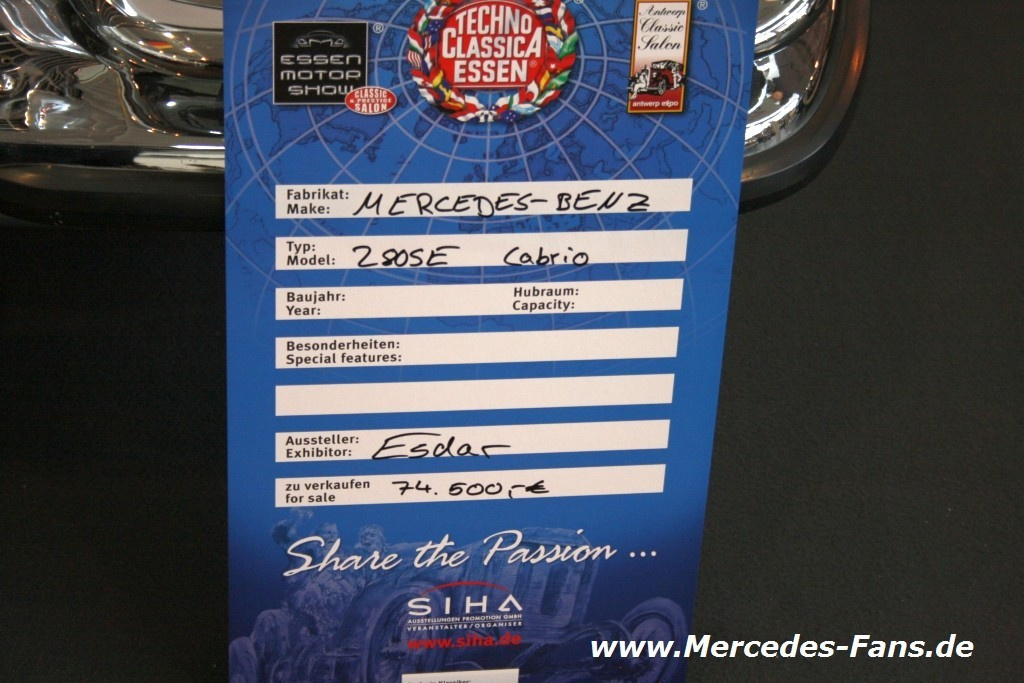 ESSEN
MOTOR
SHOW
®
CLASSIC
& PRESTIGE
SALON
TECHNO
CLASSICA
ESSEN®
®
Antwerp
Classic
Salon
antwerp expo
®
Fabrikat:
Make: MERCEDES-BENZ
Typ:
Model: 280SE Cabrio
Baujahr:
Year:
Hubraum:
Capacity:
Besonderheiten:
Special features:
Aussteller:
Exhibitor: Esdar
zu verkaufen
for sale 74.500,-€
Share the Passion ...
SIHA
AUSSTELLUNGEN PROMOTION GMBH
VERANSTALTER/ORGANISER
www.siha.de
www.Mercedes-Fans.de